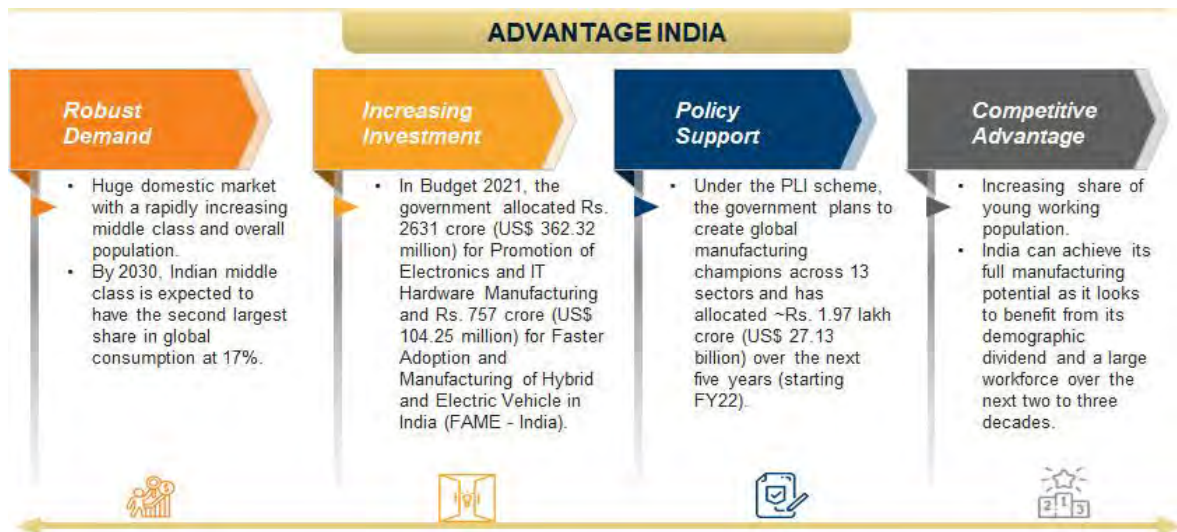 ADVANTAGE INDIA
Robust
Demand
• Huge domestic market
with a rapidly increasing
middle class and overall
population.
• By 2030, Indian middle
class is expected to
have the second largest
share in global
consumption at 17%.
Increasing
Investment
• In Budget 2021, the
government allocated Rs.
2631 crore (US$ 362.32
million) for Promotion of
Electronics and IT
Hardware Manufacturing
and Rs. 757 crore (US$
104.25 million) for Faster
Adoption and
Manufacturing of Hybrid
and Electric Vehicle in
India (FAME - India).
Policy
Support
• Under the PLI scheme,
the government plans to
create global
manufacturing
champions across 13
sectors and has
allocated ~Rs. 1.97 lakh
crore (US$ 27.13
billion) over the next
five years (starting
FY22).
Competitive
Advantage
• Increasing share of
young working
population.
• India can achieve its
full manufacturing
potential as it looks
to benefit from its
demographic
dividend and a large
workforce over the
next two to three
decades.
2 1 3